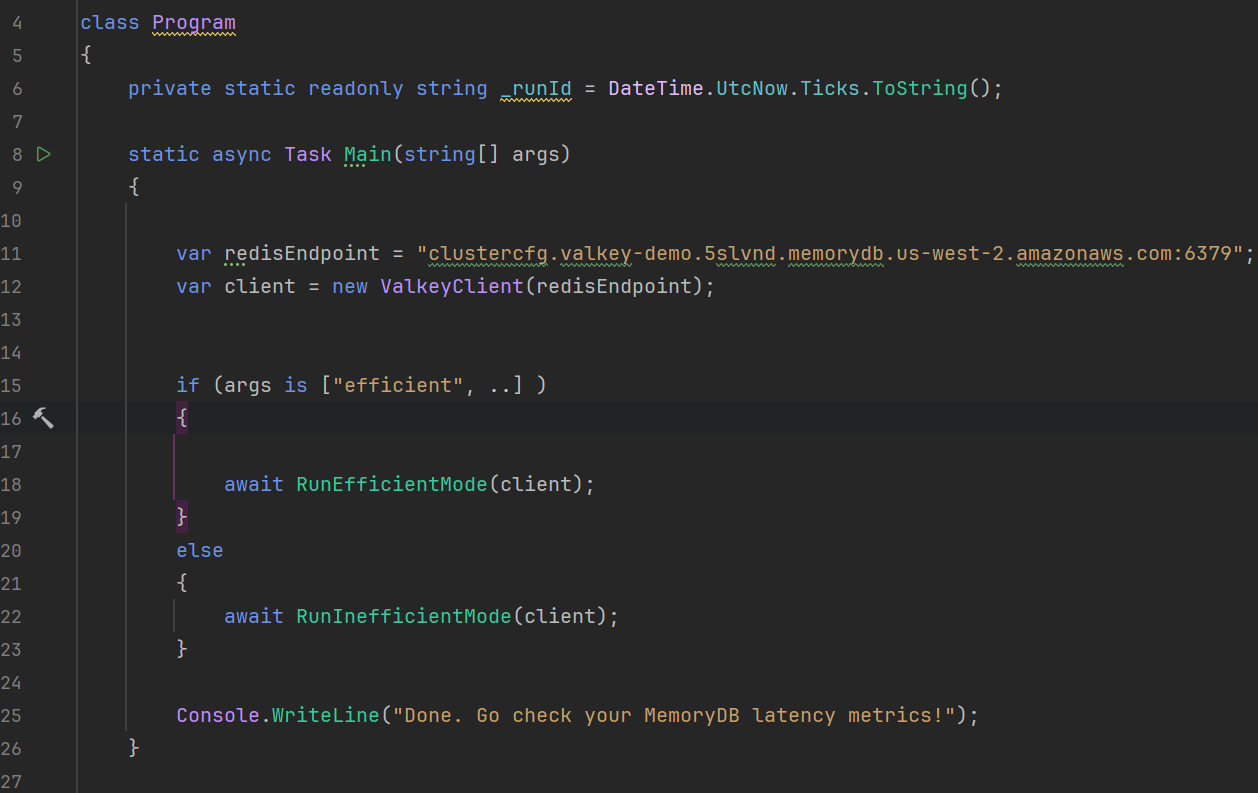 4 class Program
5 {
6     private static readonly string _runId = DateTime.UtcNow.Ticks.ToString();
7
8     static async Task Main(string[] args)
9     {
10
11         var redisEndpoint = "clustercfg.valkey-demo.5slvnd.memorydb.us-west-2.amazonaws.com:6379";
12         var client = new ValkeyClient(redisEndpoint);
13
14
15         if (args is ["efficient", ..] )
16         {
17
18             await RunEfficientMode(client);
19         }
20         else
21         {
22             await RunInefficientMode(client);
23         }
24
25         Console.WriteLine("Done. Go check your MemoryDB latency metrics!");
26     }
27